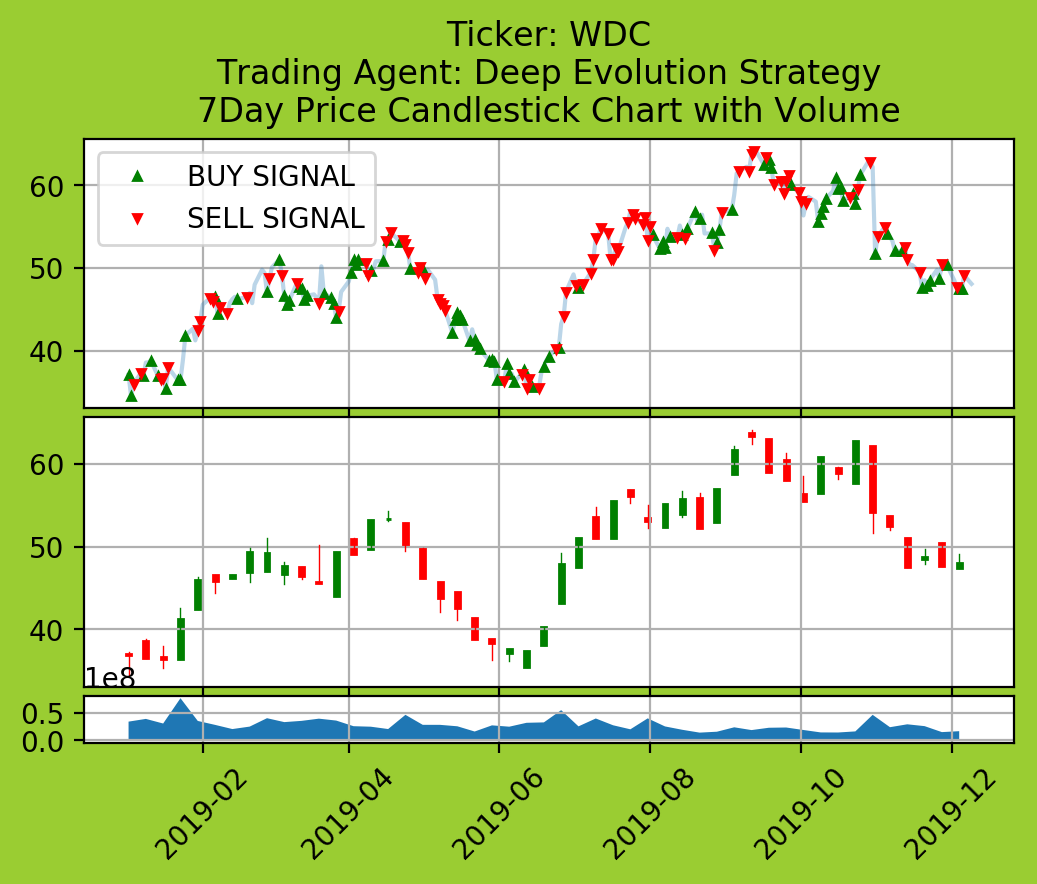 Ticker: WDC
Trading Agent: Deep Evolution Strategy
7Day Price Candlestick Chart with Volume
BUY SIGNAL
SELL SIGNAL
60
50
40
60
50
40
1e8
0.5
0.0
2019-02
2019-04
2019-06
2019-08
2019-10
2019-12